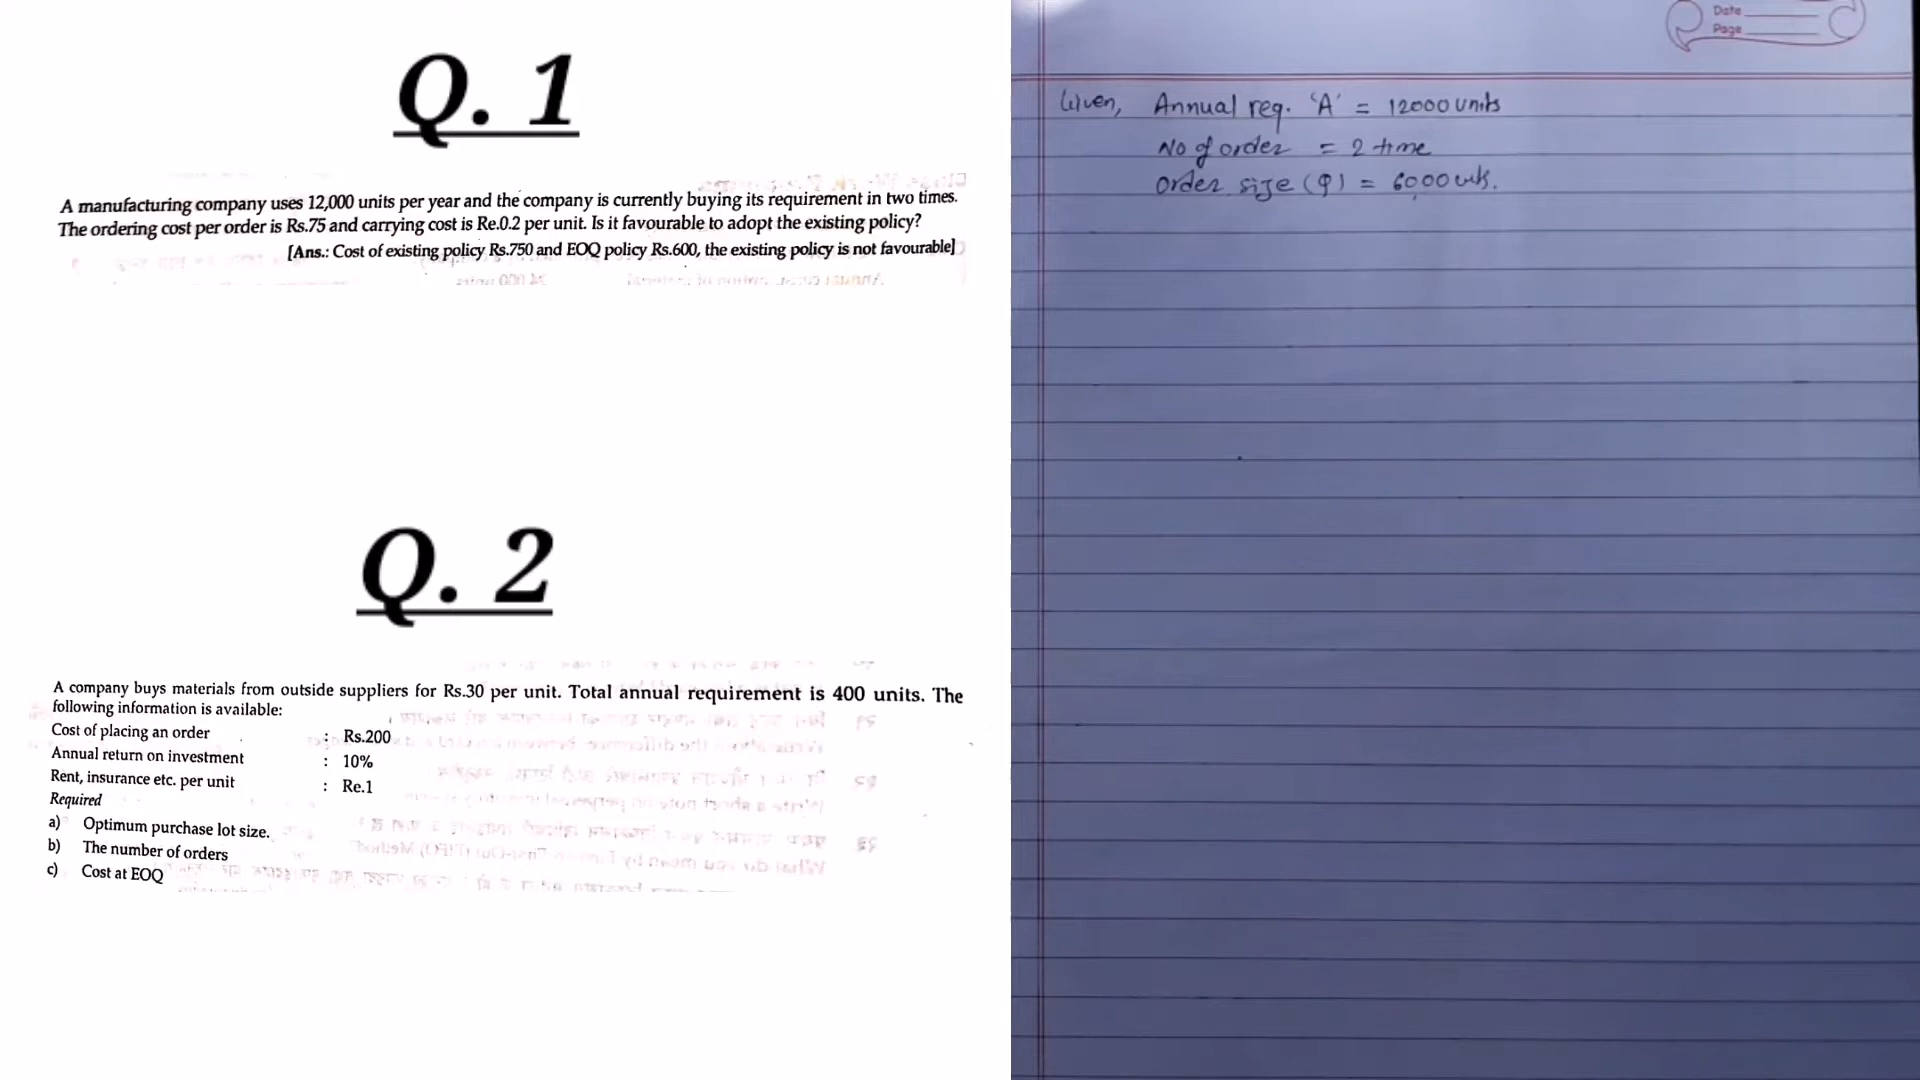 Q. 1
A manufacturing company uses 12,000 units per year and the company is currently buying its requirement in two times.
The ordering cost per order is Rs.75 and carrying cost is Re.0.2 per unit. Is it favourable to adopt the existing policy?
[Ans.: Cost of existing policy Rs.750 and EOQ policy Rs.600, the existing policy is not favourable]
Q. 2
A company buys materials from outside suppliers for Rs.30 per unit. Total annual requirement is 400 units. The
following information is available:
Cost of placing an order : Rs.200
Annual return on investment : 10%
Rent, insurance etc. per unit : Re.1
Required
a) Optimum purchase lot size.
b) The number of orders
c) Cost at EOQ
Date
Page
Given, Annual req. 'A' = 12000 units
No of order = 2 time
Order size (Q) = 6000 units.